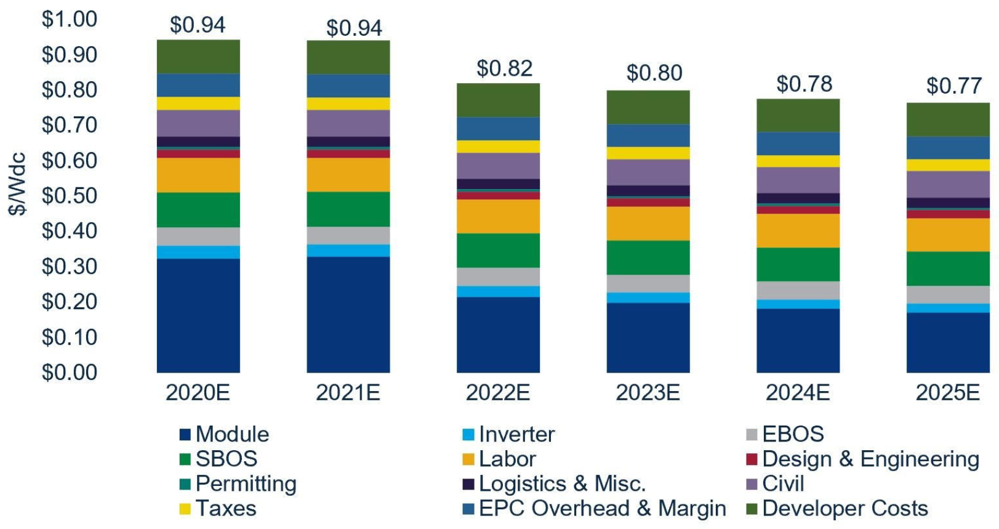 $1.00
$0.90
$0.80
$0.70
$0.60
$0.50
$0.40
$0.30
$0.20
$0.10
$0.00
$/Wdc
$0.94
$0.94
$0.82
$0.80
$0.78
$0.77
2020E
2021E
2022E
2023E
2024E
2025E
Module
Inverter
EBOS
SBOS
Labor
Design & Engineering
Permitting
Logistics & Misc.
Civil
Taxes
EPC Overhead & Margin
Developer Costs